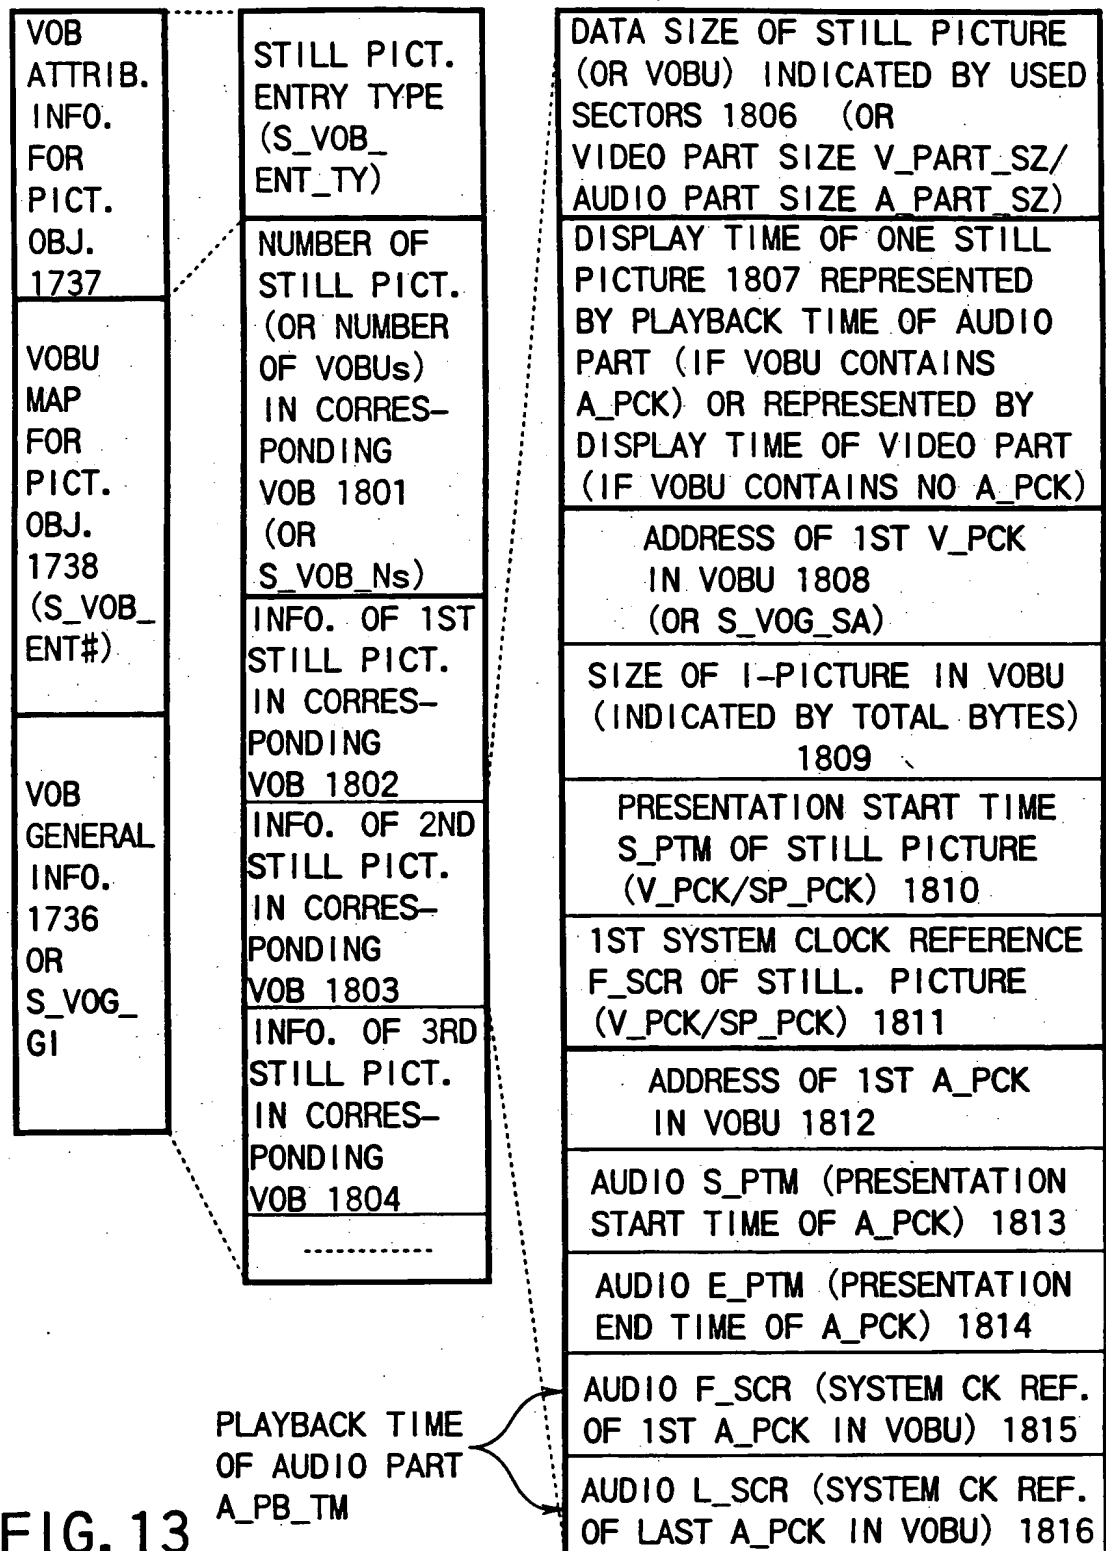 VOB
ATTRIB.
INFO.
FOR
PICT.
OBJ.
1737
VOBU
MAP
FOR
PICT.
OBJ.
1738
(S_VOB_
ENT#)
VOB
GENERAL
INFO.
1736
OR
S_VOG_
GI
STILL PICT.
ENTRY TYPE
(S_VOB_
ENT_TY)
NUMBER OF
STILL PICT.
(OR NUMBER
OF VOBUs)
IN CORRES-
PONDING
VOB 1801
(OR
S_VOB_Ns)
INFO. OF 1ST
STILL PICT.
IN CORRES-
PONDING
VOB 1802
INFO. OF 2ND
STILL PICT.
IN CORRES-
PONDING
VOB 1803
INFO. OF 3RD
STILL PICT.
IN CORRES-
PONDING
VOB 1804
DATA SIZE OF STILL PICTURE
(OR VOBU) INDICATED BY USED
SECTORS 1806 (OR
VIDEO PART SIZE V_PART_SZ/
AUDIO PART SIZE A_PART_SZ)
DISPLAY TIME OF ONE STILL
PICTURE 1807 REPRESENTED
BY PLAYBACK TIME OF AUDIO
PART (IF VOBU CONTAINS
A_PCK) OR REPRESENTED BY
DISPLAY TIME OF VIDEO PART
(IF VOBU CONTAINS NO A_PCK)
ADDRESS OF 1ST V_PCK
IN VOBU 1808
(OR S_VOG_SA)
SIZE OF I-PICTURE IN VOBU
(INDICATED BY TOTAL BYTES)
1809
PRESENTATION START TIME
S_PTM OF STILL PICTURE
(V_PCK/SP_PCK) 1810
1ST SYSTEM CLOCK REFERENCE
F_SCR OF STILL. PICTURE
(V_PCK/SP_PCK) 1811
ADDRESS OF 1ST A_PCK
IN VOBU 1812
AUDIO S_PTM (PRESENTATION
START TIME OF A_PCK) 1813
AUDIO E_PTM (PRESENTATION
END TIME OF A_PCK) 1814
AUDIO F_SCR (SYSTEM CK REF.
OF 1ST A_PCK IN VOBU) 1815
AUDIO L_SCR (SYSTEM CK REF.
OF LAST A_PCK IN VOBU) 1816
PLAYBACK TIME
OF AUDIO PART
A_PB_TM
FIG. 13